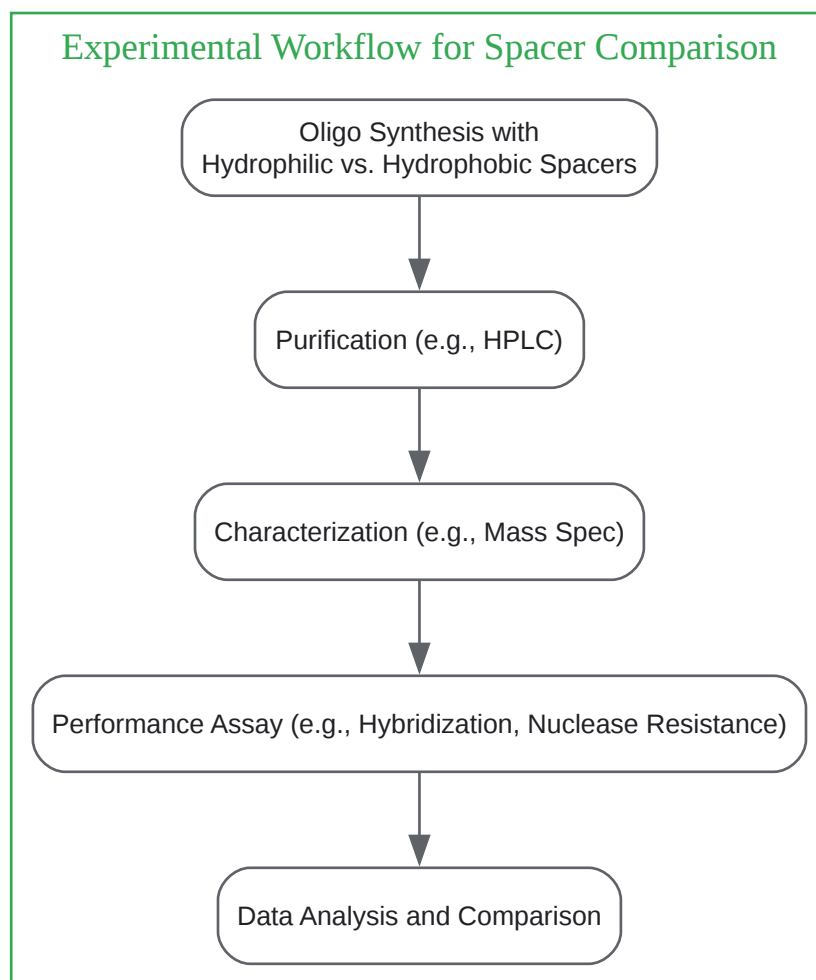 Experimental Workflow for Spacer Comparison
Oligo Synthesis with
Hydrophilic vs. Hydrophobic Spacers
Purification (e.g., HPLC)
Characterization (e.g., Mass Spec)
Performance Assay (e.g., Hybridization, Nuclease Resistance)
Data Analysis and Comparison